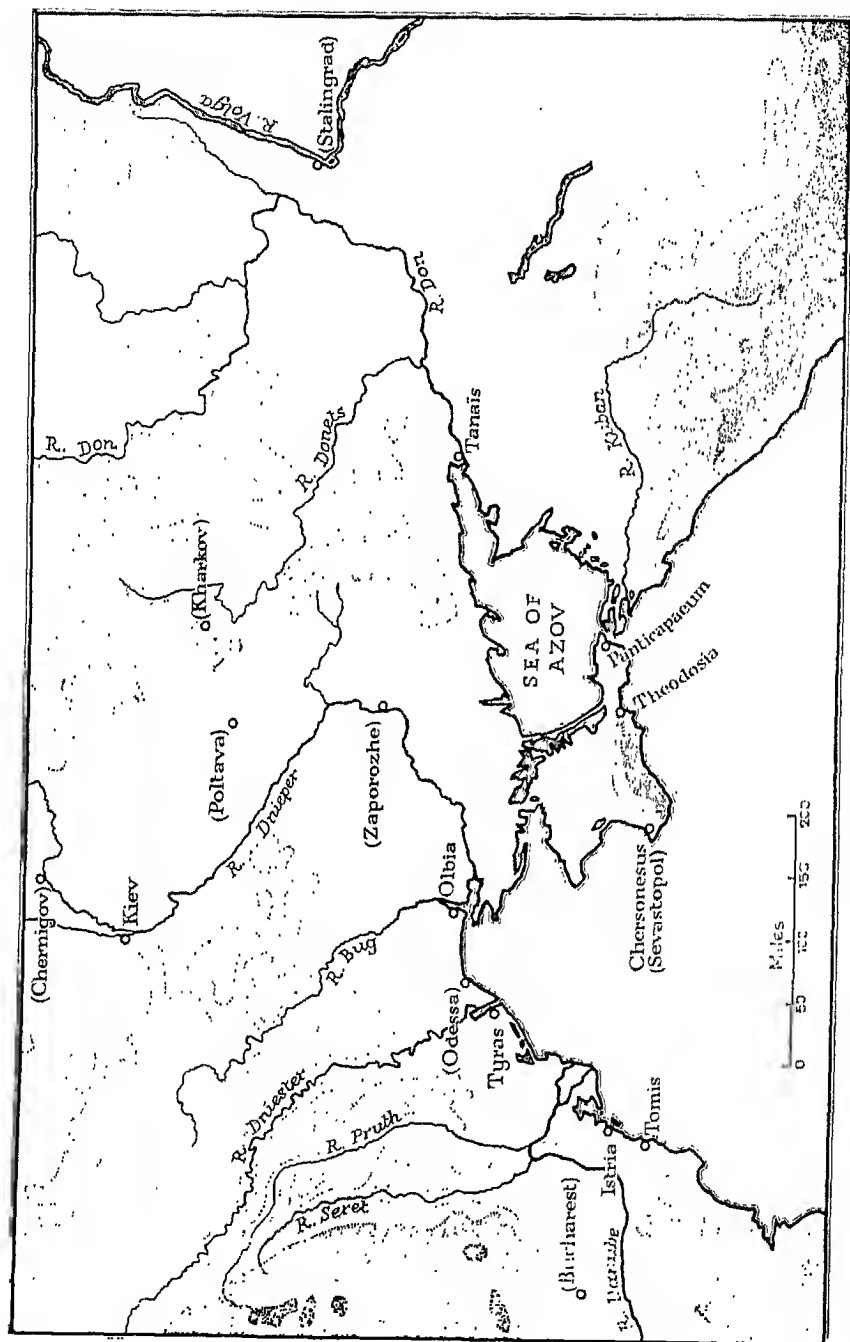 (Chernigov)
Kiev
(Poltava)
(Kharkov)
R. Don
R. Volga
(Stalingrad)
R. Donets
R. Don
R. Dnieper
(Zaporozhe)
R. Bug
R. Dniester
R. Pruth
R. Seret
Olbia
(Odessa)
Tyras
Tanais
SEA OF
AZOV
R. Kuban
Panticapaeum
Theodosia
Chersonesus
(Sevastopol)
(Bucharest)
R. Danube
Istria
Tomis
Miles
0 50 100 150 200